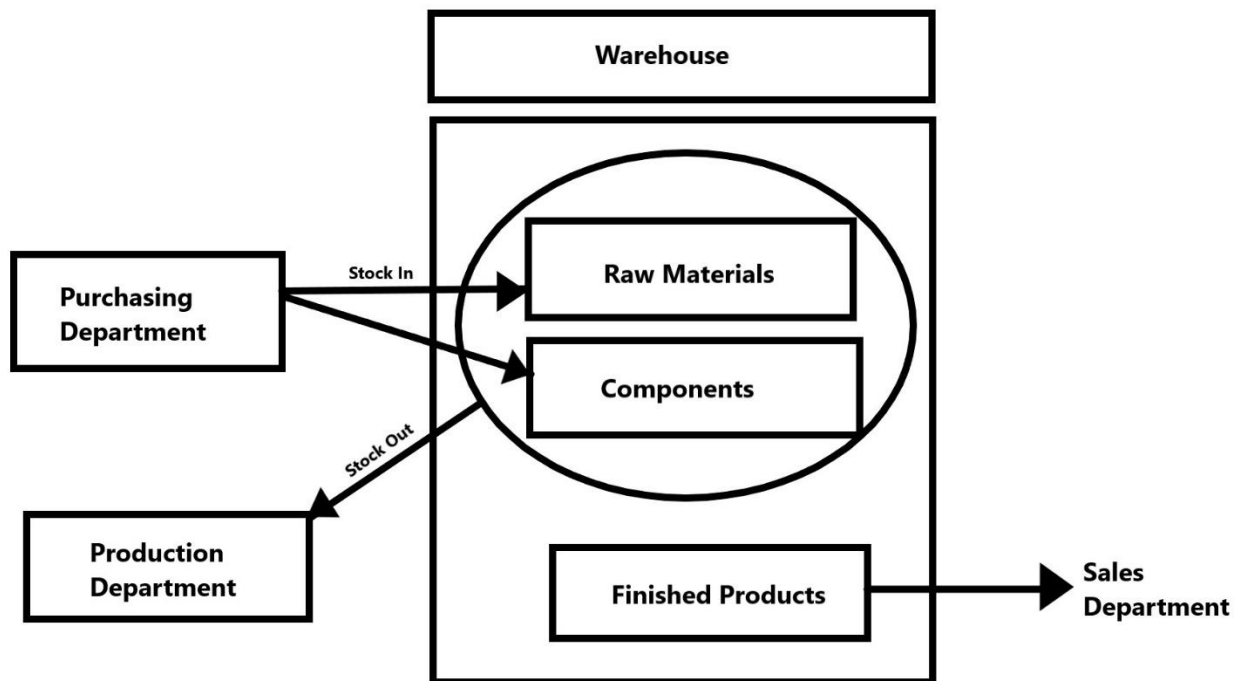 Warehouse
Raw Materials
Stock In
Purchasing
Department
Components
Stock Out
Production
Department
Finished Products
Sales
Department